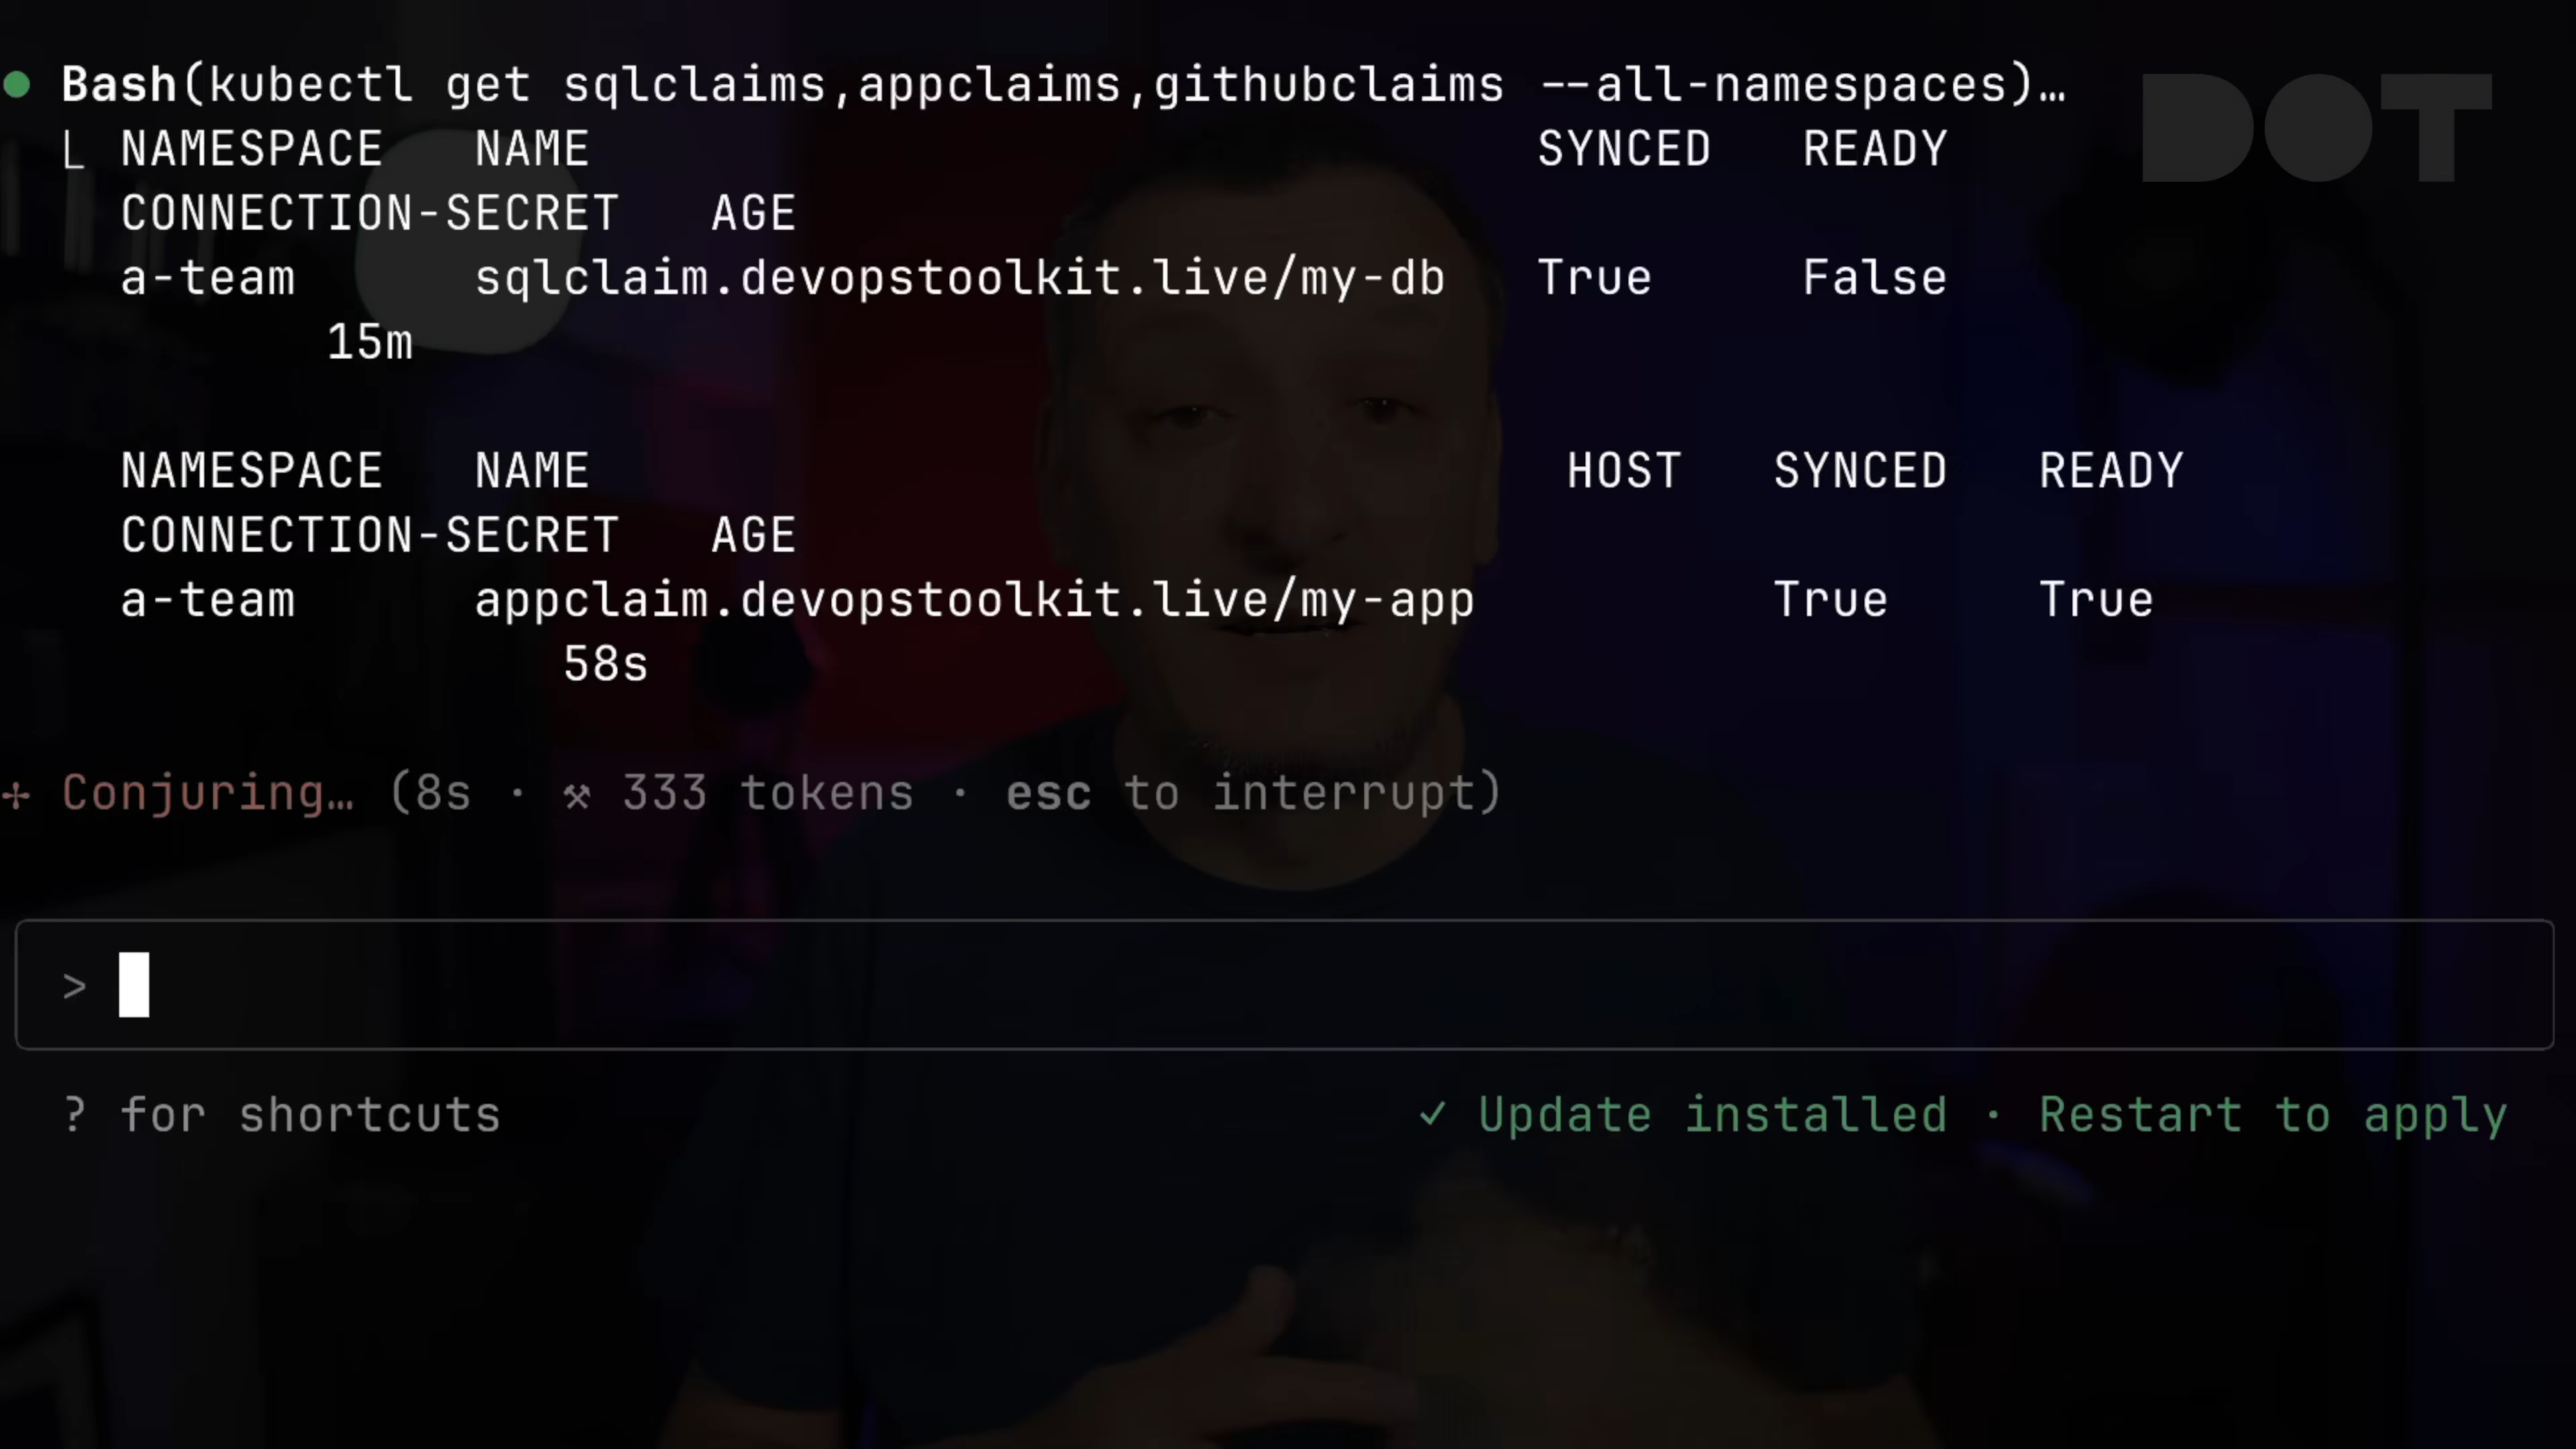 ● Bash(kubectl get sqlclaims,appclaims,githubclaims --all-namespaces)…
DOT
L NAMESPACE NAME SYNCED READY
CONNECTION-SECRET AGE
a-team sqlclaim.devopstoolkit.live/my-db True False
15m
NAMESPACE NAME HOST SYNCED READY
CONNECTION-SECRET AGE
a-team appclaim.devopstoolkit.live/my-app True True
58s
✢ Conjuring… (8s · ⚒ 333 tokens · esc to interrupt)
>
? for shortcuts ✓ Update installed · Restart to apply